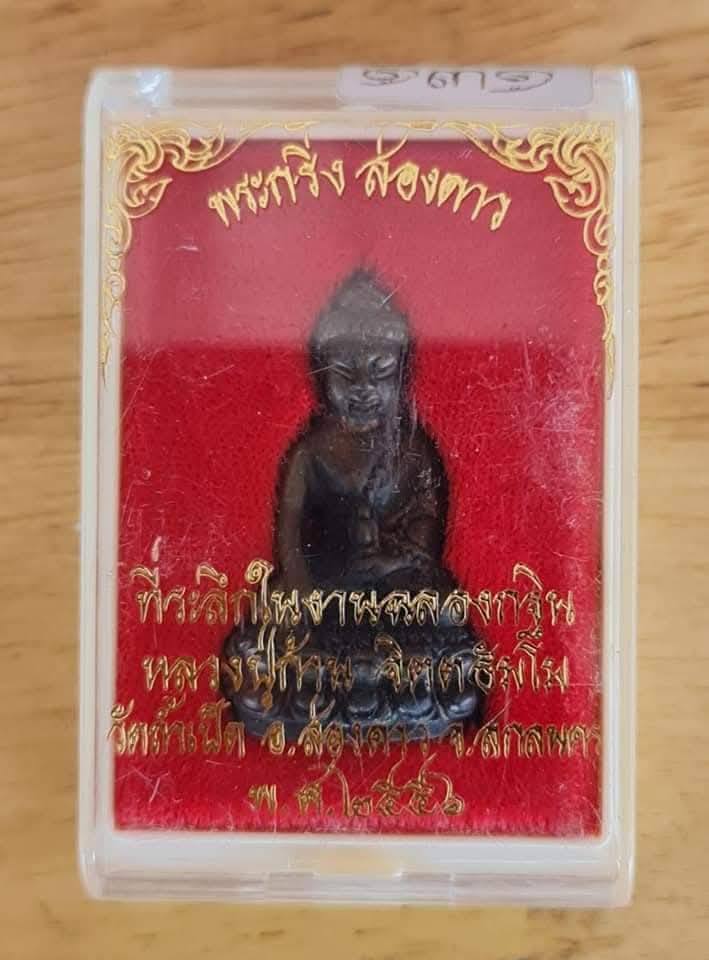 ๑๓๑
พระกริ่ง ส่องดาว
ที่ระลึกในงานฉลองกฐิน
หลวงปู่ก้าน จิตตธัมโม
วัดถ้ำเป็ด อ.ส่องดาว จ.สกลนคร
พ.ศ.๒๕๕๖